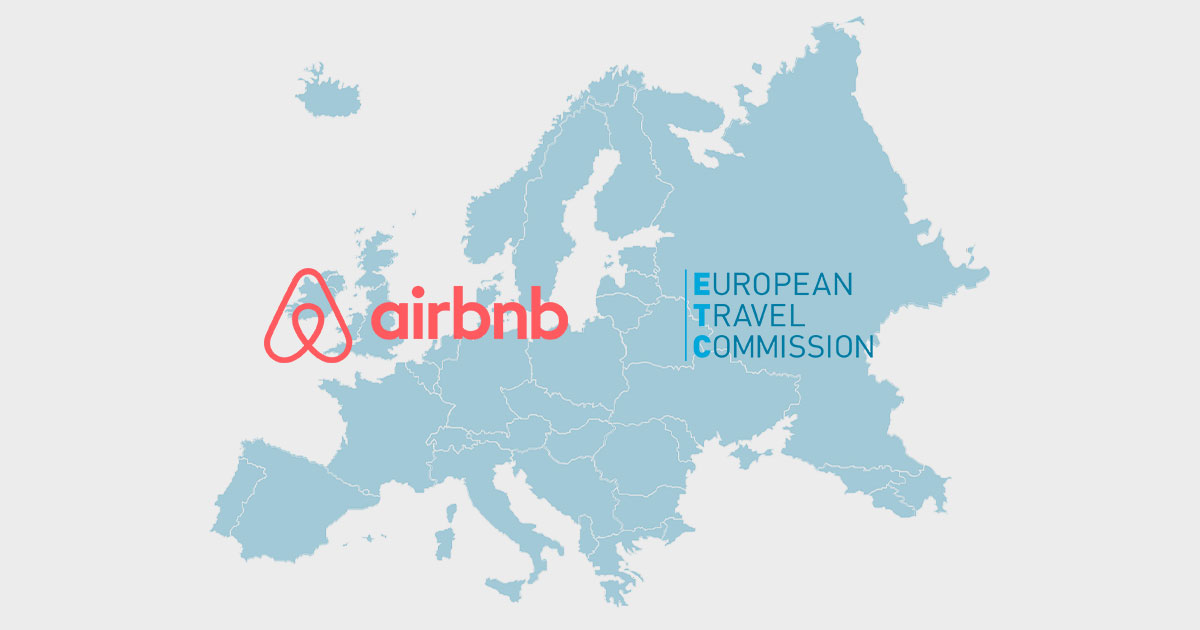 airbnb
EUROPEAN
TRAVEL
COMMISSION